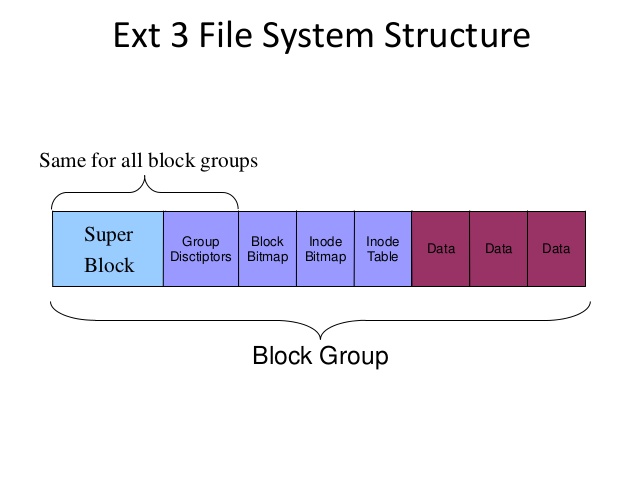 Ext 3 File System Structure
Same for all block groups
Super
Block
Group
Disctiptors
Block
Bitmap
Inode
Bitmap
Inode
Table
Data
Data
Data
Block Group